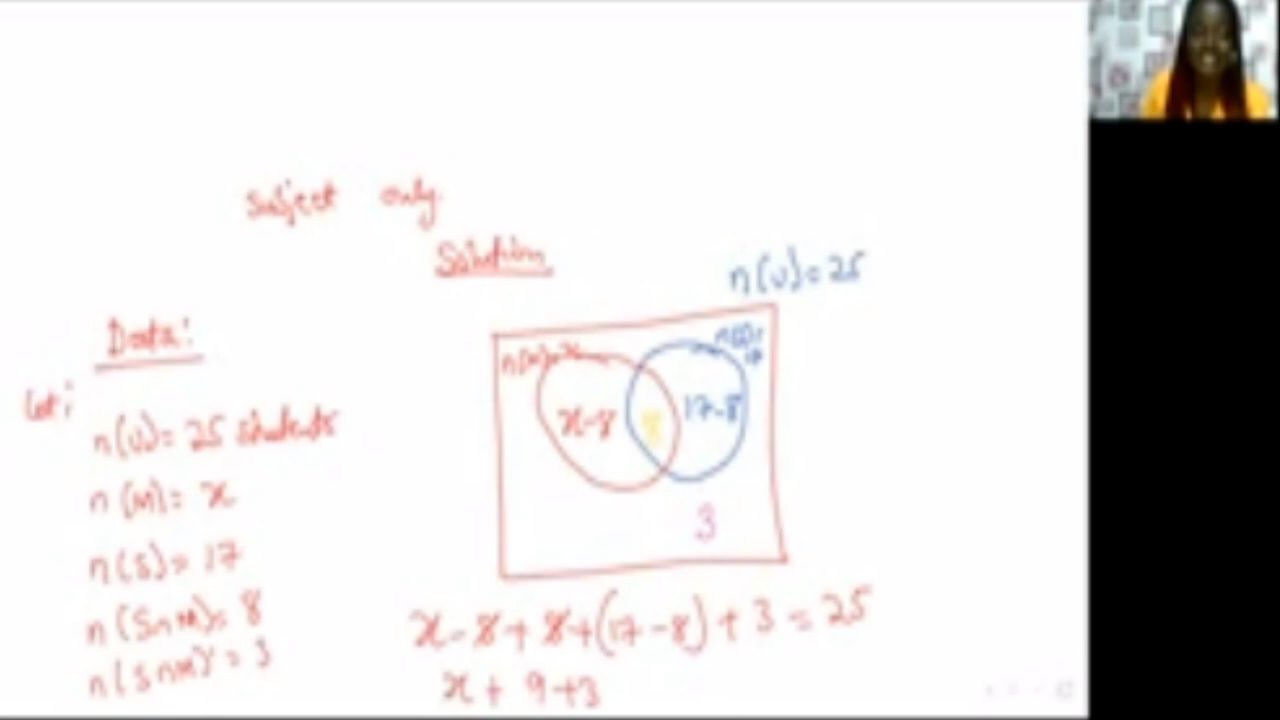 Subject only.
Solution
n(U) = 25
Data:
Let;
n(U) = 25 students
n(M) = x
n(S) = 17
n(S∩M) = 8
n(S∩M)' = 3
n(M) = x
17
x-8
8
17-8
3
x-8+8+(17-8)+3=25
x+9+3